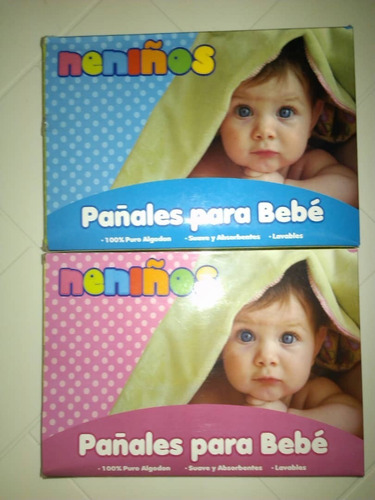 neniños
Pañales para Bebé
• 100% Puro Algodon • Suave y Absorbentes • Lavables
neniños
Pañales para Bebé
• 100% Puro Algodon • Suave y Absorbentes • Lavables